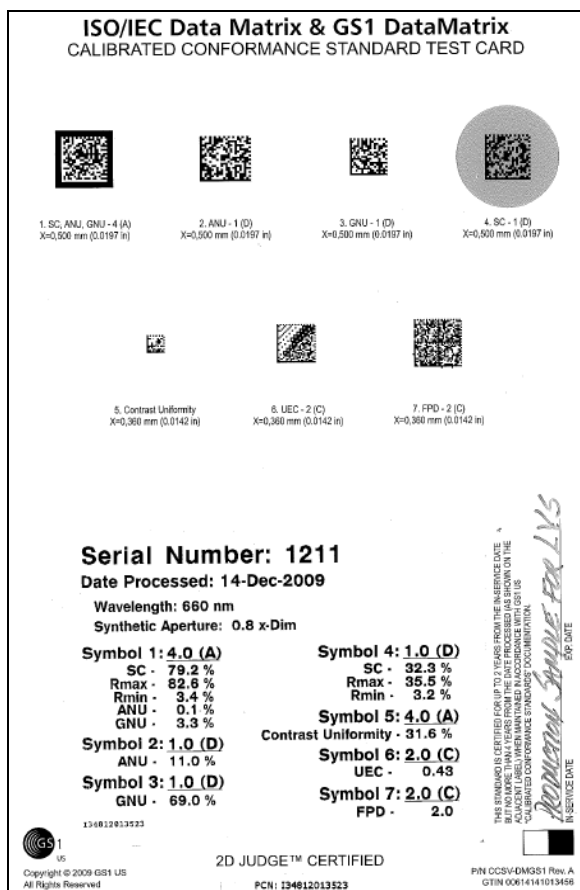 ISO/IEC Data Matrix & GS1 DataMatrix
CALIBRATED CONFORMANCE STANDARD TEST CARD
1. SC, ANU, GNU - 4 (A)
X=0,500 mm (0.0197 in)
2. ANU - 1 (D)
X=0,500 mm (0.0197 in)
3. GNU - 1 (D)
X=0,500 mm (0.0197 in)
4. SC - 1 (D)
X=0,500 mm (0.0197 in)
5. Contrast Uniformity
X=0,360 mm (0.0142 in)
6. UEC - 2 (C)
X=0,360 mm (0.0142 in)
7. FPD - 2 (C)
X=0,360 mm (0.0142 in)
Serial Number: 1211
Date Processed: 14-Dec-2009
Wavelength: 660 nm
Synthetic Aperture: 0.8 x-Dim
Symbol 1: 4.0 (A)
SC - 79.2 %
Rmax - 82.6 %
Rmin - 3.4 %
ANU - 0.1 %
GNU - 3.3 %
Symbol 2: 1.0 (D)
ANU - 11.0 %
Symbol 3: 1.0 (D)
GNU - 69.0 %
Symbol 4: 1.0 (D)
SC - 32.3 %
Rmax - 35.5 %
Rmin - 3.2 %
Symbol 5: 4.0 (A)
Contrast Uniformity - 31.6 %
Symbol 6: 2.0 (C)
UEC - 0.43
Symbol 7: 2.0 (C)
FPD - 2.0
THIS STANDARD IS CERTIFIED FOR UP TO 2 YEARS FROM THE IN-SERVICE DATE
BUT NO MORE THAN 4 YEARS FROM THE DATE PROCESSED (AS SHOWN ON THE
ADJACENT LABEL) WHEN MAINTAINED IN ACCORDANCE WITH GS1 US
"CALIBRATED CONFORMANCE STANDARDS" DOCUMENTATION.
PRODUCTION SAMPLE FOR LVS
IN-SERVICE DATE
EXP. DATE
134812013523
GS1
US
Copyright © 2009 GS1 US
All Rights Reserved
2D JUDGE™ CERTIFIED
PCN: I34812013523
P/N CCSV-DMGS1 Rev. A
GTIN 00614141013456